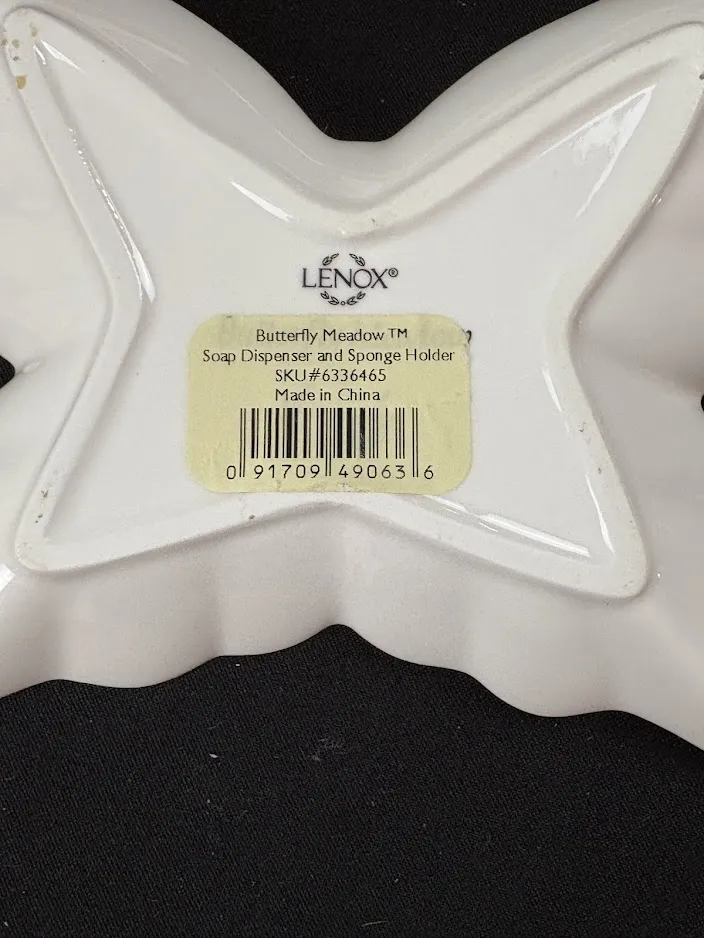 LENOX®
Butterfly Meadow ™
Soap Dispenser and Sponge Holder
SKU#6336465
Made in China
0 91709 49063 6